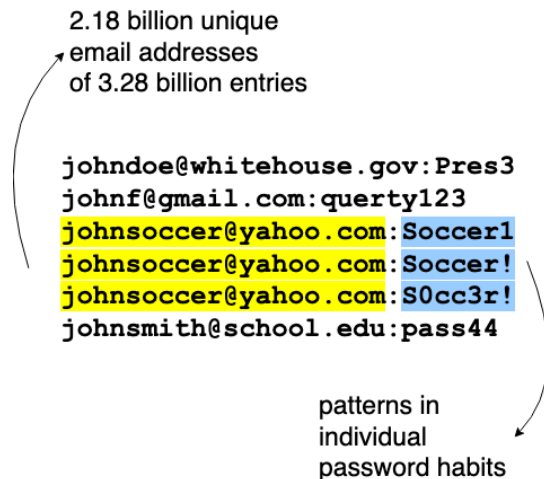 2.18 billion unique
email addresses
of 3.28 billion entries
johndoe@whitehouse.gov:Pres3
johnf@gmail.com:querty123
johnsoccer@yahoo.com:Soccer1
johnsoccer@yahoo.com:Soccer!
johnsoccer@yahoo.com:S0cc3r!
johnsmith@school.edu:pass44
patterns in
individual
password habits